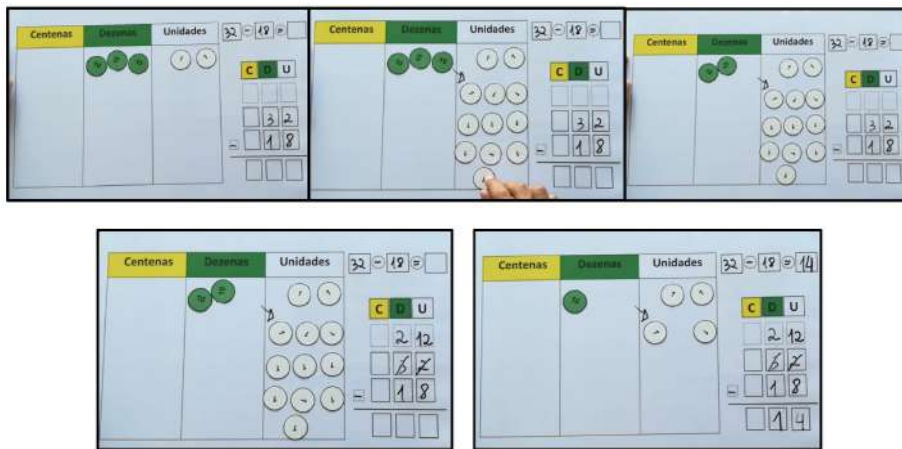 Centenas Dezenas Unidades 32 - 18 =
C D U
3 2
- 1 8
Centenas Dezenas Unidades 32 - 18 =
C D U
3 2
- 1 8
Centenas Dezenas Unidades 32 - 18 =
C D U
3 2
- 1 8
Centenas Dezenas Unidades 32 - 18 =
C D U
2 12
3 2
- 1 8
Centenas Dezenas Unidades 32 - 18 = 14
C D U
2 12
3 2
- 1 8
1 4